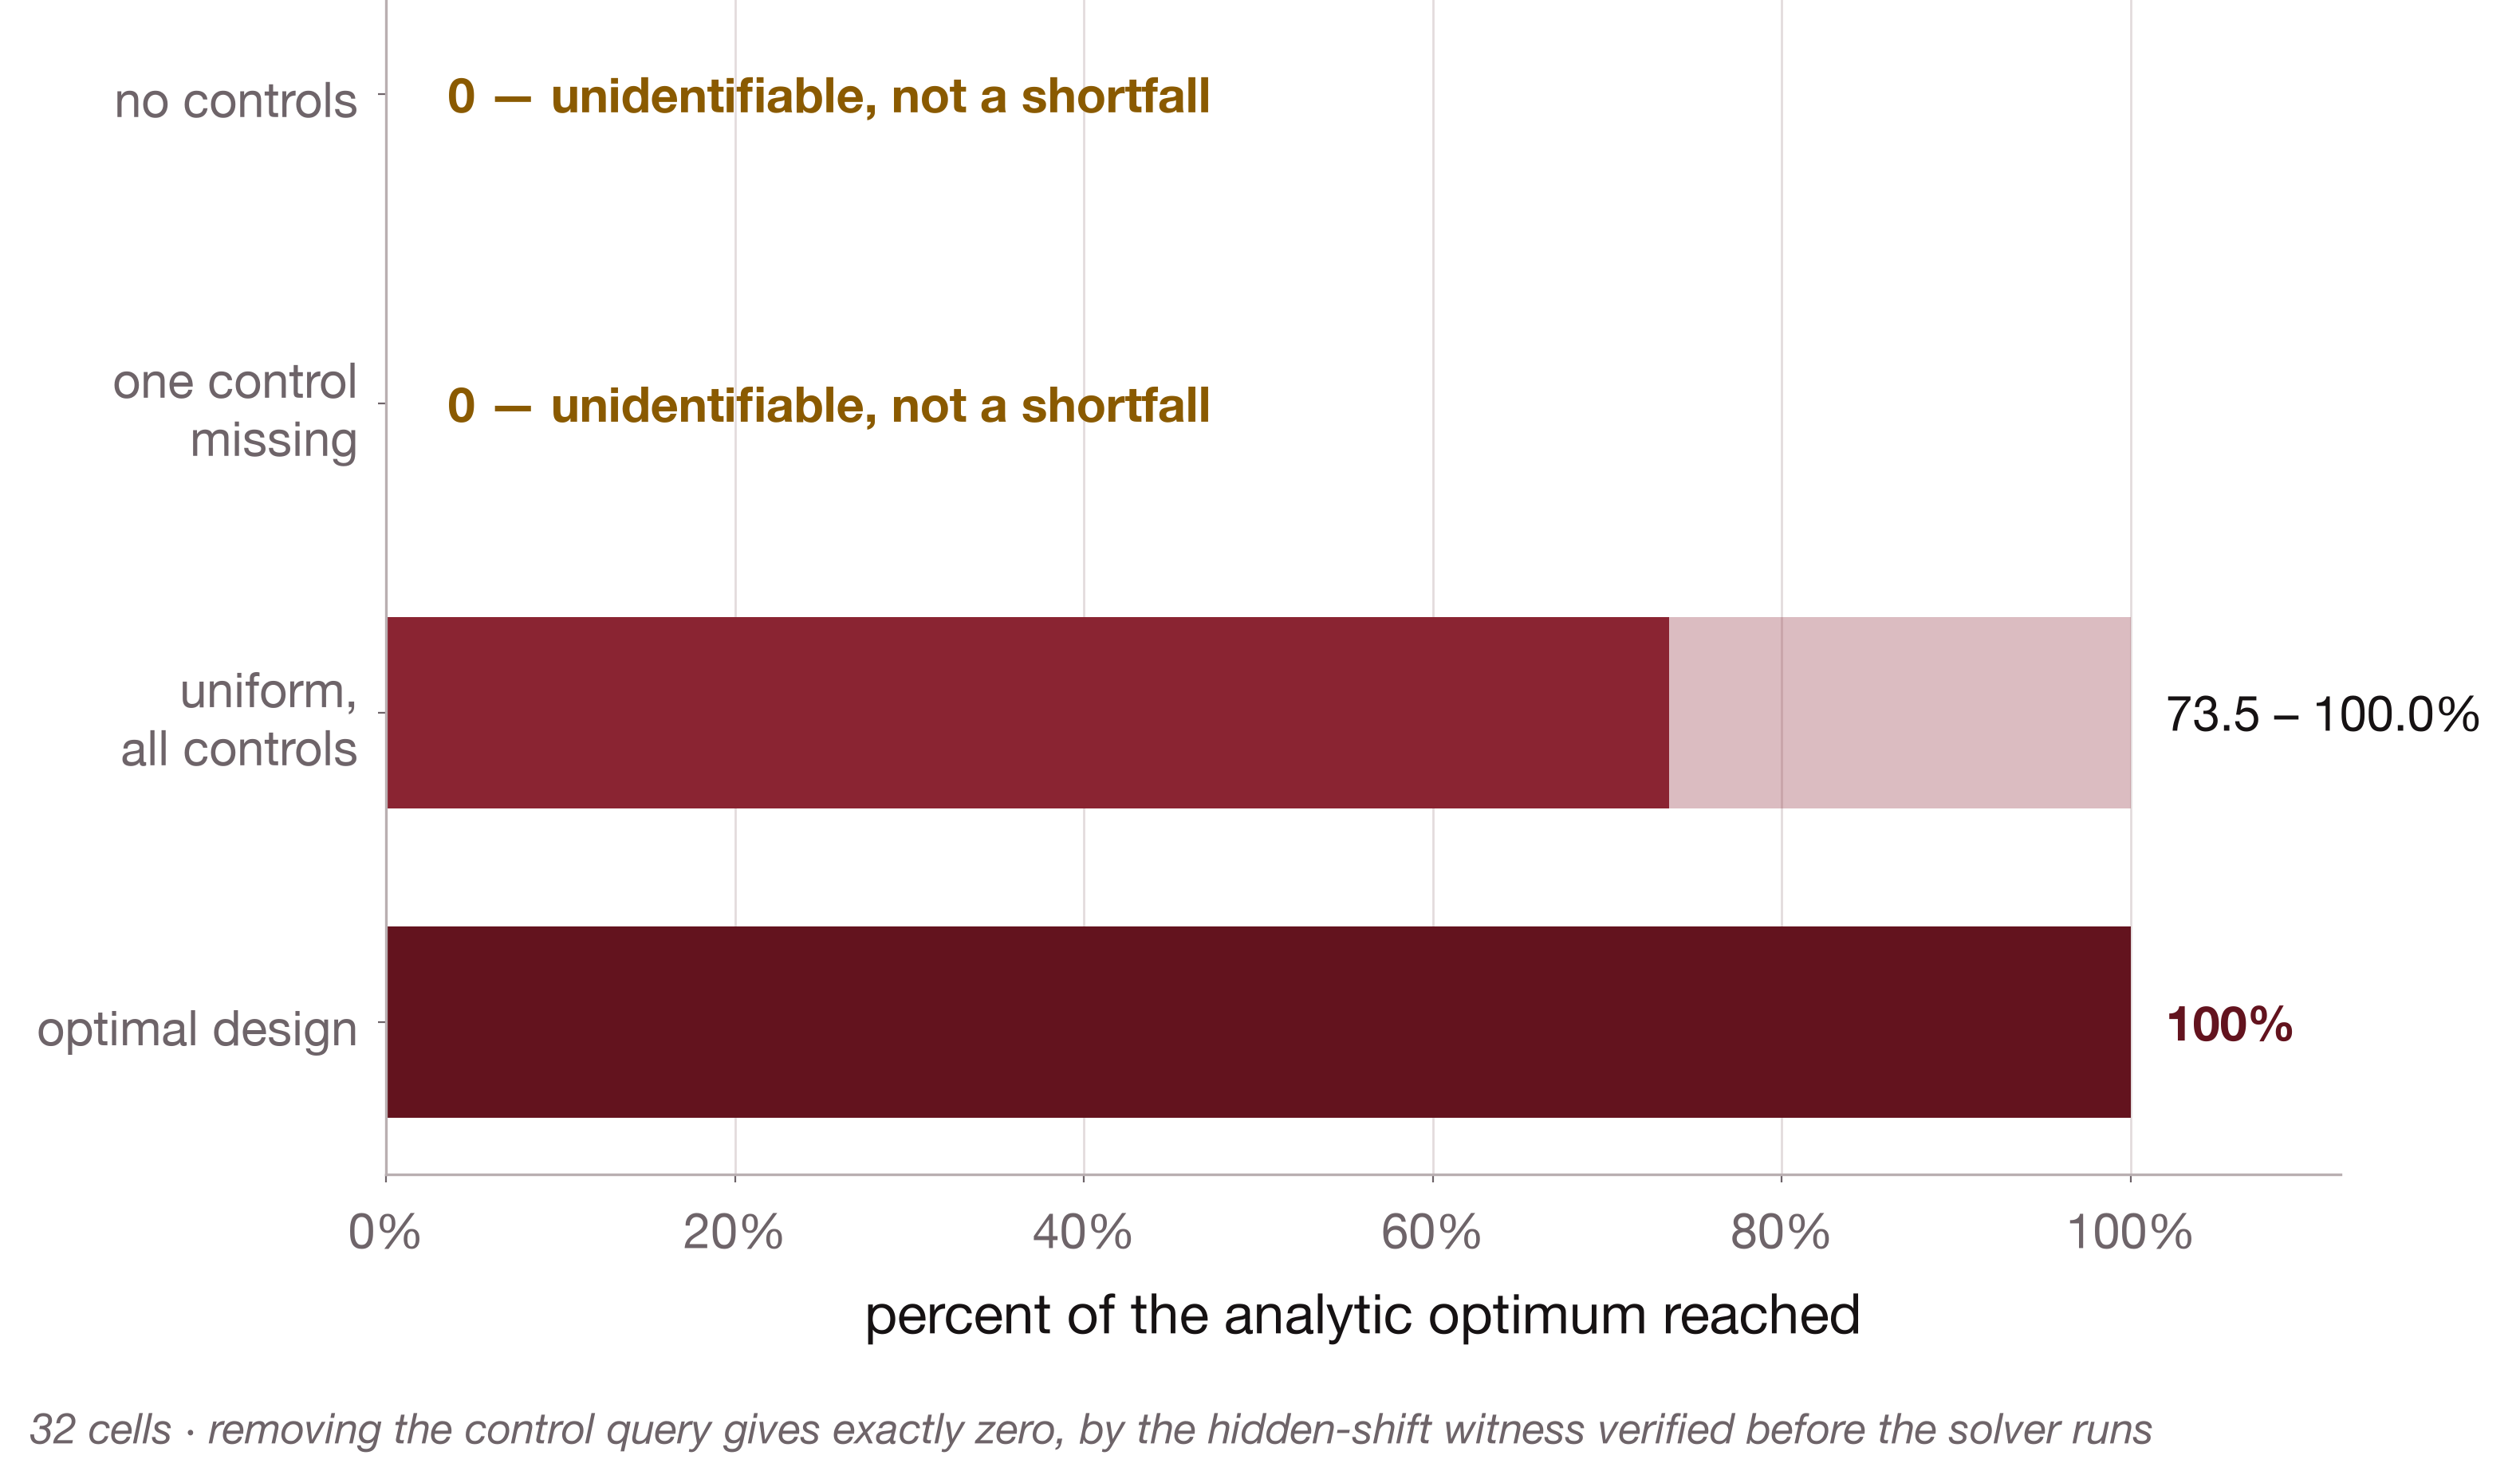 no controls
0 — unidentifiable, not a shortfall
one control
missing
0 — unidentifiable, not a shortfall
uniform,
all controls
73.5 – 100.0%
optimal design
100%
0%
20%
40%
60%
80%
100%
percent of the analytic optimum reached
32 cells · removing the control query gives exactly zero, by the hidden-shift witness verified before the solver runs